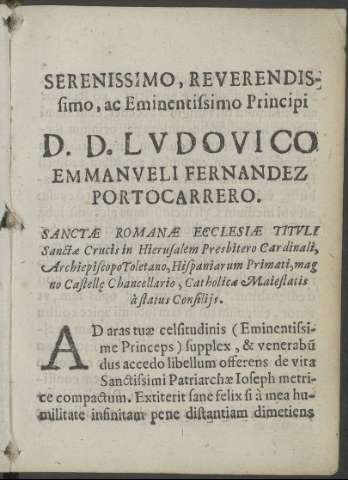 SERENISSIMO, REVERENDIS-
simo, ac Eminentissimo Principi
D. D. LVDOVICO
EMMANVELI FERNANDEZ
PORTOCARRERO.
SANCTÆ ROMANÆ ECCLESIÆ TITVLI
Sanctæ Crucis in Hierusalem Presbitero Cardinali,
Archiepiscopo Toletano, Hispaniarum Primati, mag
no Castellę Chancellario, Catholicæ Maiestatis
à status Consilijs.
AD aras tuæ celsitudinis (Eminentissi-
me Princeps) supplex, & venerabū
dus accedo libellum offerens de vita
Sanctissimi Patriarchæ Ioseph metri-
ce compactum. Extiterit sanè felix si à mea hu-
militate infinitam pene distantiam dimetiens